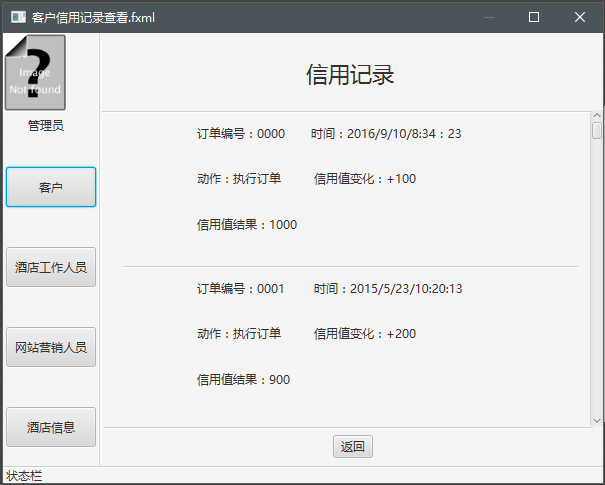 客户信用记录查看.fxml
Image
Not found
管理员
客户
酒店工作人员
网站营销人员
酒店信息
信用记录
订单编号：0000 时间：2016/9/10/8:34：23
动作：执行订单 信用值变化：+100
信用值结果：1000
订单编号：0001 时间：2015/5/23/10:20:13
动作：执行订单 信用值变化：+200
信用值结果：900
返回
状态栏